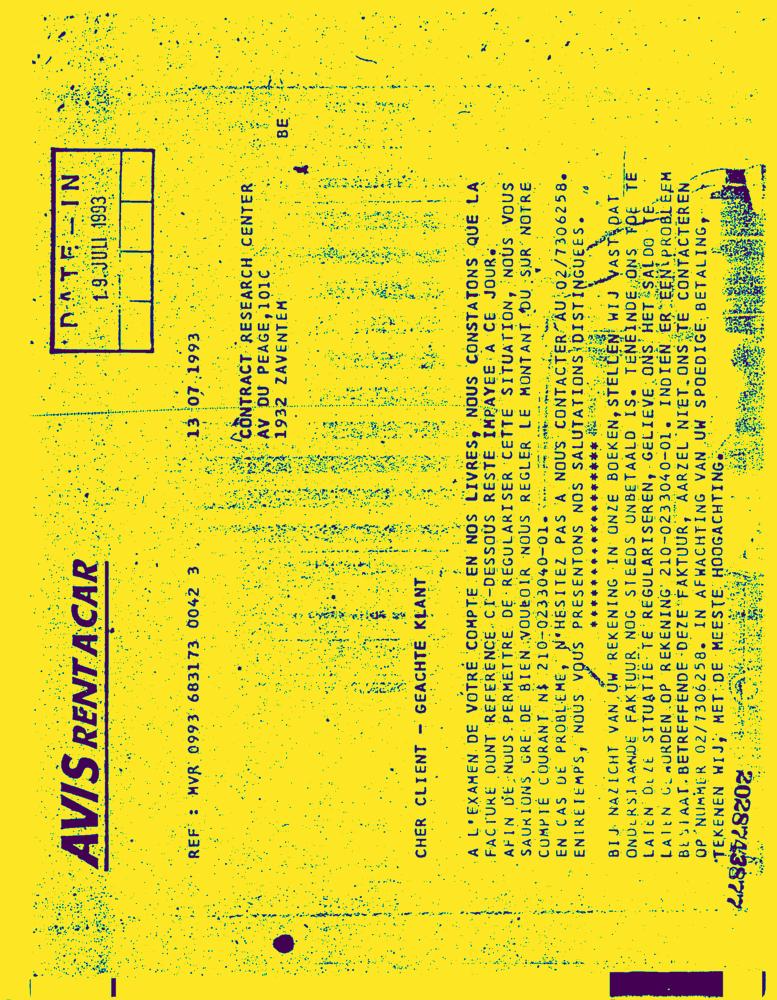 AVIS RENT A CAR
DATE-IN
19 JULI 1993
REF : MVR 0993 683173 0042 3
13 07 1993
CONTRACT RESEARCH CENTER
AV DU PEAGE,101C
1932 ZAVENTEM
BE
CHER CLIENT - GEACHTE KLANT
A L'EXAMEN DE VOTRE COMPTE EN NOS LIVRES, NOUS CONSTATONS QUE LA
FACTURE DONT REFERENCE CI-DESSOUS RESTE IMPAYEE A CE JOUR.
AFIN DE NOUS PERMETTRE DE REGULARISER CETTE SITUATION, NOUS VOUS
SAURIONS GRE DE BIEN VOULOIR NOUS REGLER LE MONTANT DU SUR NOTRE
COMPTE COURANT N$ 210-0233040-01.
EN CAS DE PROBLEME, N'HESITEZ PAS A NOUS CONTACTER AU 02/7306258.
ENTRETEMPS, NOUS VOUS PRESENTONS NOS SALUTATIONS DISTINGUEES.
********************
BIJ NAZICHT VAN UW REKENING IN ONZE BOEKEN,STELLEN WIJ VAST DAT
ONDERSTAANDE FAKTUUR NOG STEEDS UNBETAALD IS. TENEINDE ONS TOE TE
LATEN DEZE SITUATIE TE REGULARISEREN, GELIEVE ONS HET SALDO TE
LATEN GEWORDEN OP REKENING 210-0233040-01. INDIEN ER EEN PROBLEEM
BESTAAT BETREFFENDE DEZE FAKTUUR, AARZEL NIET ONS TE CONTACTEREN
OP NUMMER 02/7306258. IN AFWACHTING VAN UW SPOEDIGE BETALING,
TEKENEN WIJ, MET DE MEESTE HOOGACHTING.
2028743877